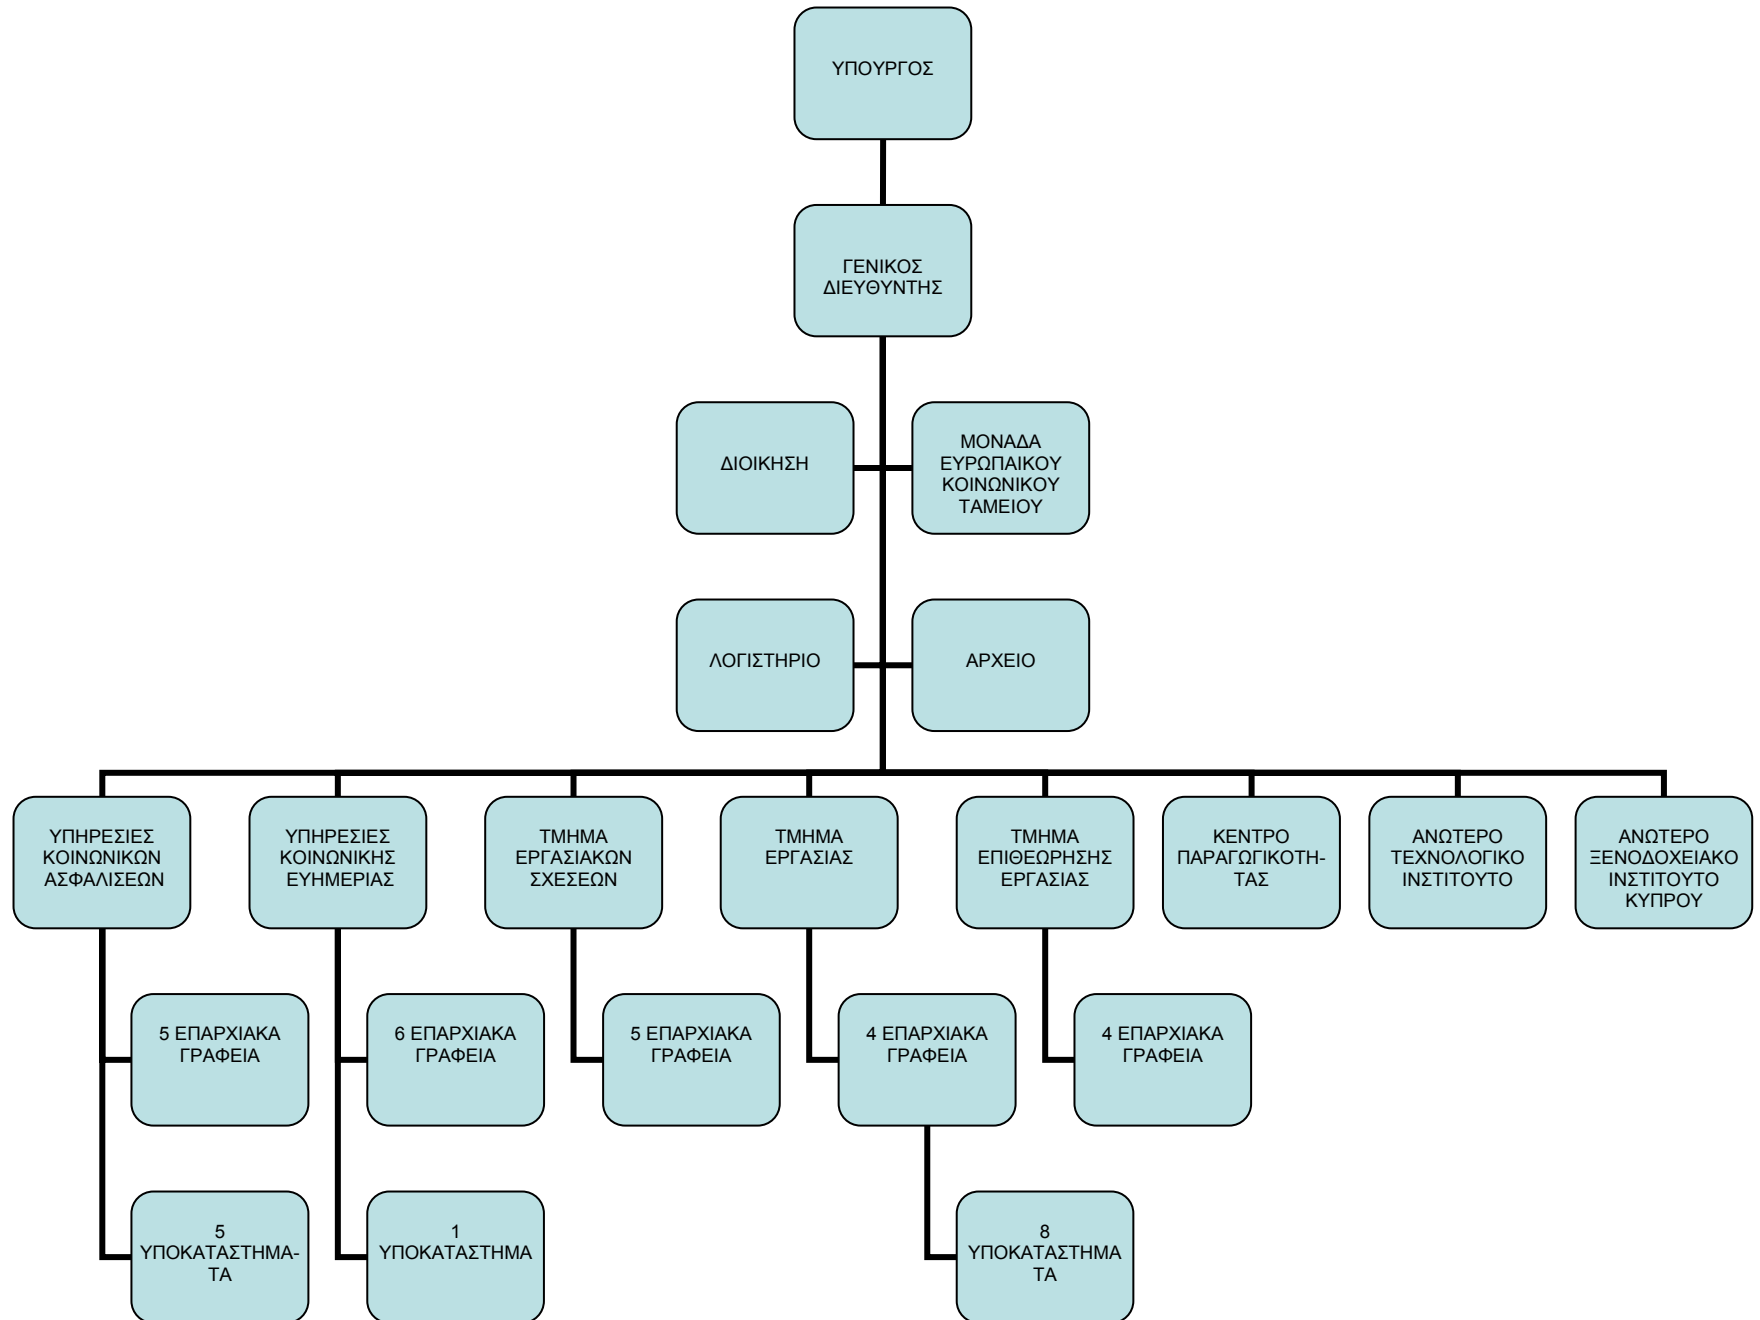 ΥΠΟΥΡΓΟΣ
ΓΕΝΙΚΟΣ
ΔΙΕΥΘΥΝΤΗΣ
ΔΙΟΙΚΗΣΗ
ΜΟΝΑΔΑ
ΕΥΡΩΠΑΙΚΟΥ
ΚΟΙΝΩΝΙΚΟΥ
ΤΑΜΕΙΟΥ
ΛΟΓΙΣΤΗΡΙΟ
ΑΡΧΕΙΟ
ΥΠΗΡΕΣΙΕΣ
ΚΟΙΝΩΝΙΚΩΝ
ΑΣΦΑΛΙΣΕΩΝ
ΥΠΗΡΕΣΙΕΣ
ΚΟΙΝΩΝΙΚΗΣ
ΕΥΗΜΕΡΙΑΣ
ΤΜΗΜΑ
ΕΡΓΑΣΙΑΚΩΝ
ΣΧΕΣΕΩΝ
ΤΜΗΜΑ
ΕΡΓΑΣΙΑΣ
ΤΜΗΜΑ
ΕΠΙΘΕΩΡΗΣΗΣ
ΕΡΓΑΣΙΑΣ
ΚΕΝΤΡΟ
ΠΑΡΑΓΩΓΙΚΟΤΗ-
ΤΑΣ
ΑΝΩΤΕΡΟ
ΤΕΧΝΟΛΟΓΙΚΟ
ΙΝΣΤΙΤΟΥΤΟ
ΑΝΩΤΕΡΟ
ΞΕΝΟΔΟΧΕΙΑΚΟ
ΙΝΣΤΙΤΟΥΤΟ
ΚΥΠΡΟΥ
5 ΕΠΑΡΧΙΑΚΑ
ΓΡΑΦΕΙΑ
6 ΕΠΑΡΧΙΑΚΑ
ΓΡΑΦΕΙΑ
5 ΕΠΑΡΧΙΑΚΑ
ΓΡΑΦΕΙΑ
4 ΕΠΑΡΧΙΑΚΑ
ΓΡΑΦΕΙΑ
4 ΕΠΑΡΧΙΑΚΑ
ΓΡΑΦΕΙΑ
5
ΥΠΟΚΑΤΑΣΤΗΜΑ-
ΤΑ
1
ΥΠΟΚΑΤΑΣΤΗΜΑ
8
ΥΠΟΚΑΤΑΣΤΗΜΑ
ΤΑ